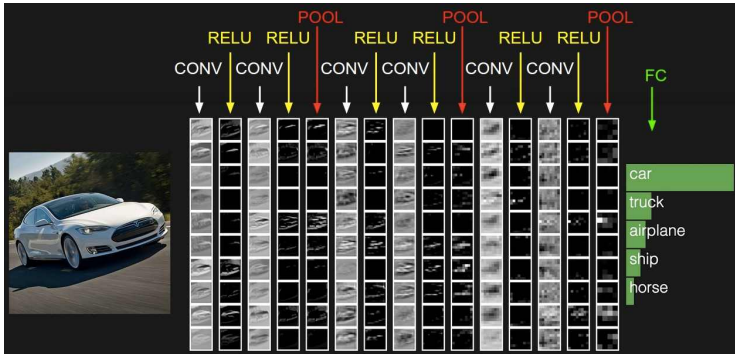 POOL POOL POOL
RELU RELU RELU RELU RELU RELU
CONV CONV CONV CONV CONV CONV FC
car
truck
airplane
ship
horse